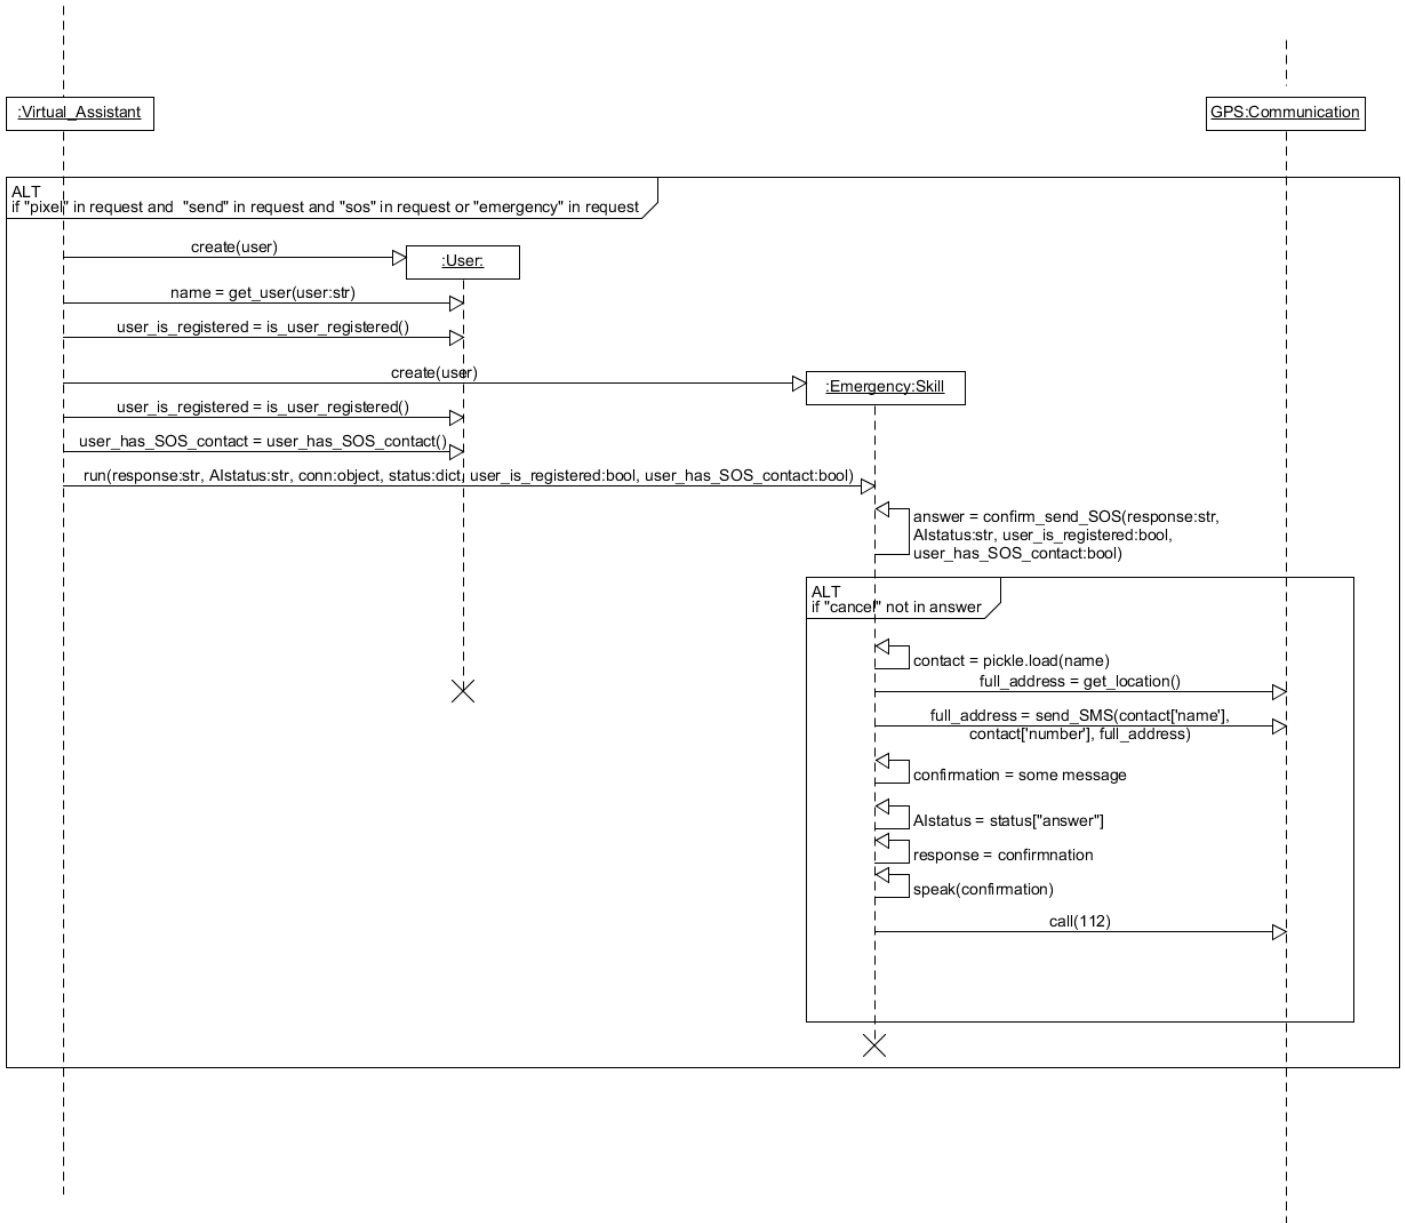 :Virtual_Assistant
GPS:Communication
ALT
if "pixel" in request and  "send" in request and "sos" in request or "emergency" in request
create(user)
:User:
name = get_user(user:str)
user_is_registered = is_user_registered()
create(user)
:Emergency:Skill
user_is_registered = is_user_registered()
user_has_SOS_contact = user_has_SOS_contact()
run(response:str, AIstatus:str, conn:object, status:dict, user_is_registered:bool, user_has_SOS_contact:bool)
answer = confirm_send_SOS(response:str,
AIstatus:str, user_is_registered:bool,
user_has_SOS_contact:bool)
ALT
if "cancel" not in answer
contact = pickle.load(name)
full_address = get_location()
full_address = send_SMS(contact['name'],
contact['number'], full_address)
confirmation = some message
AIstatus = status["answer"]
response = confirmnation
speak(confirmation)
call(112)